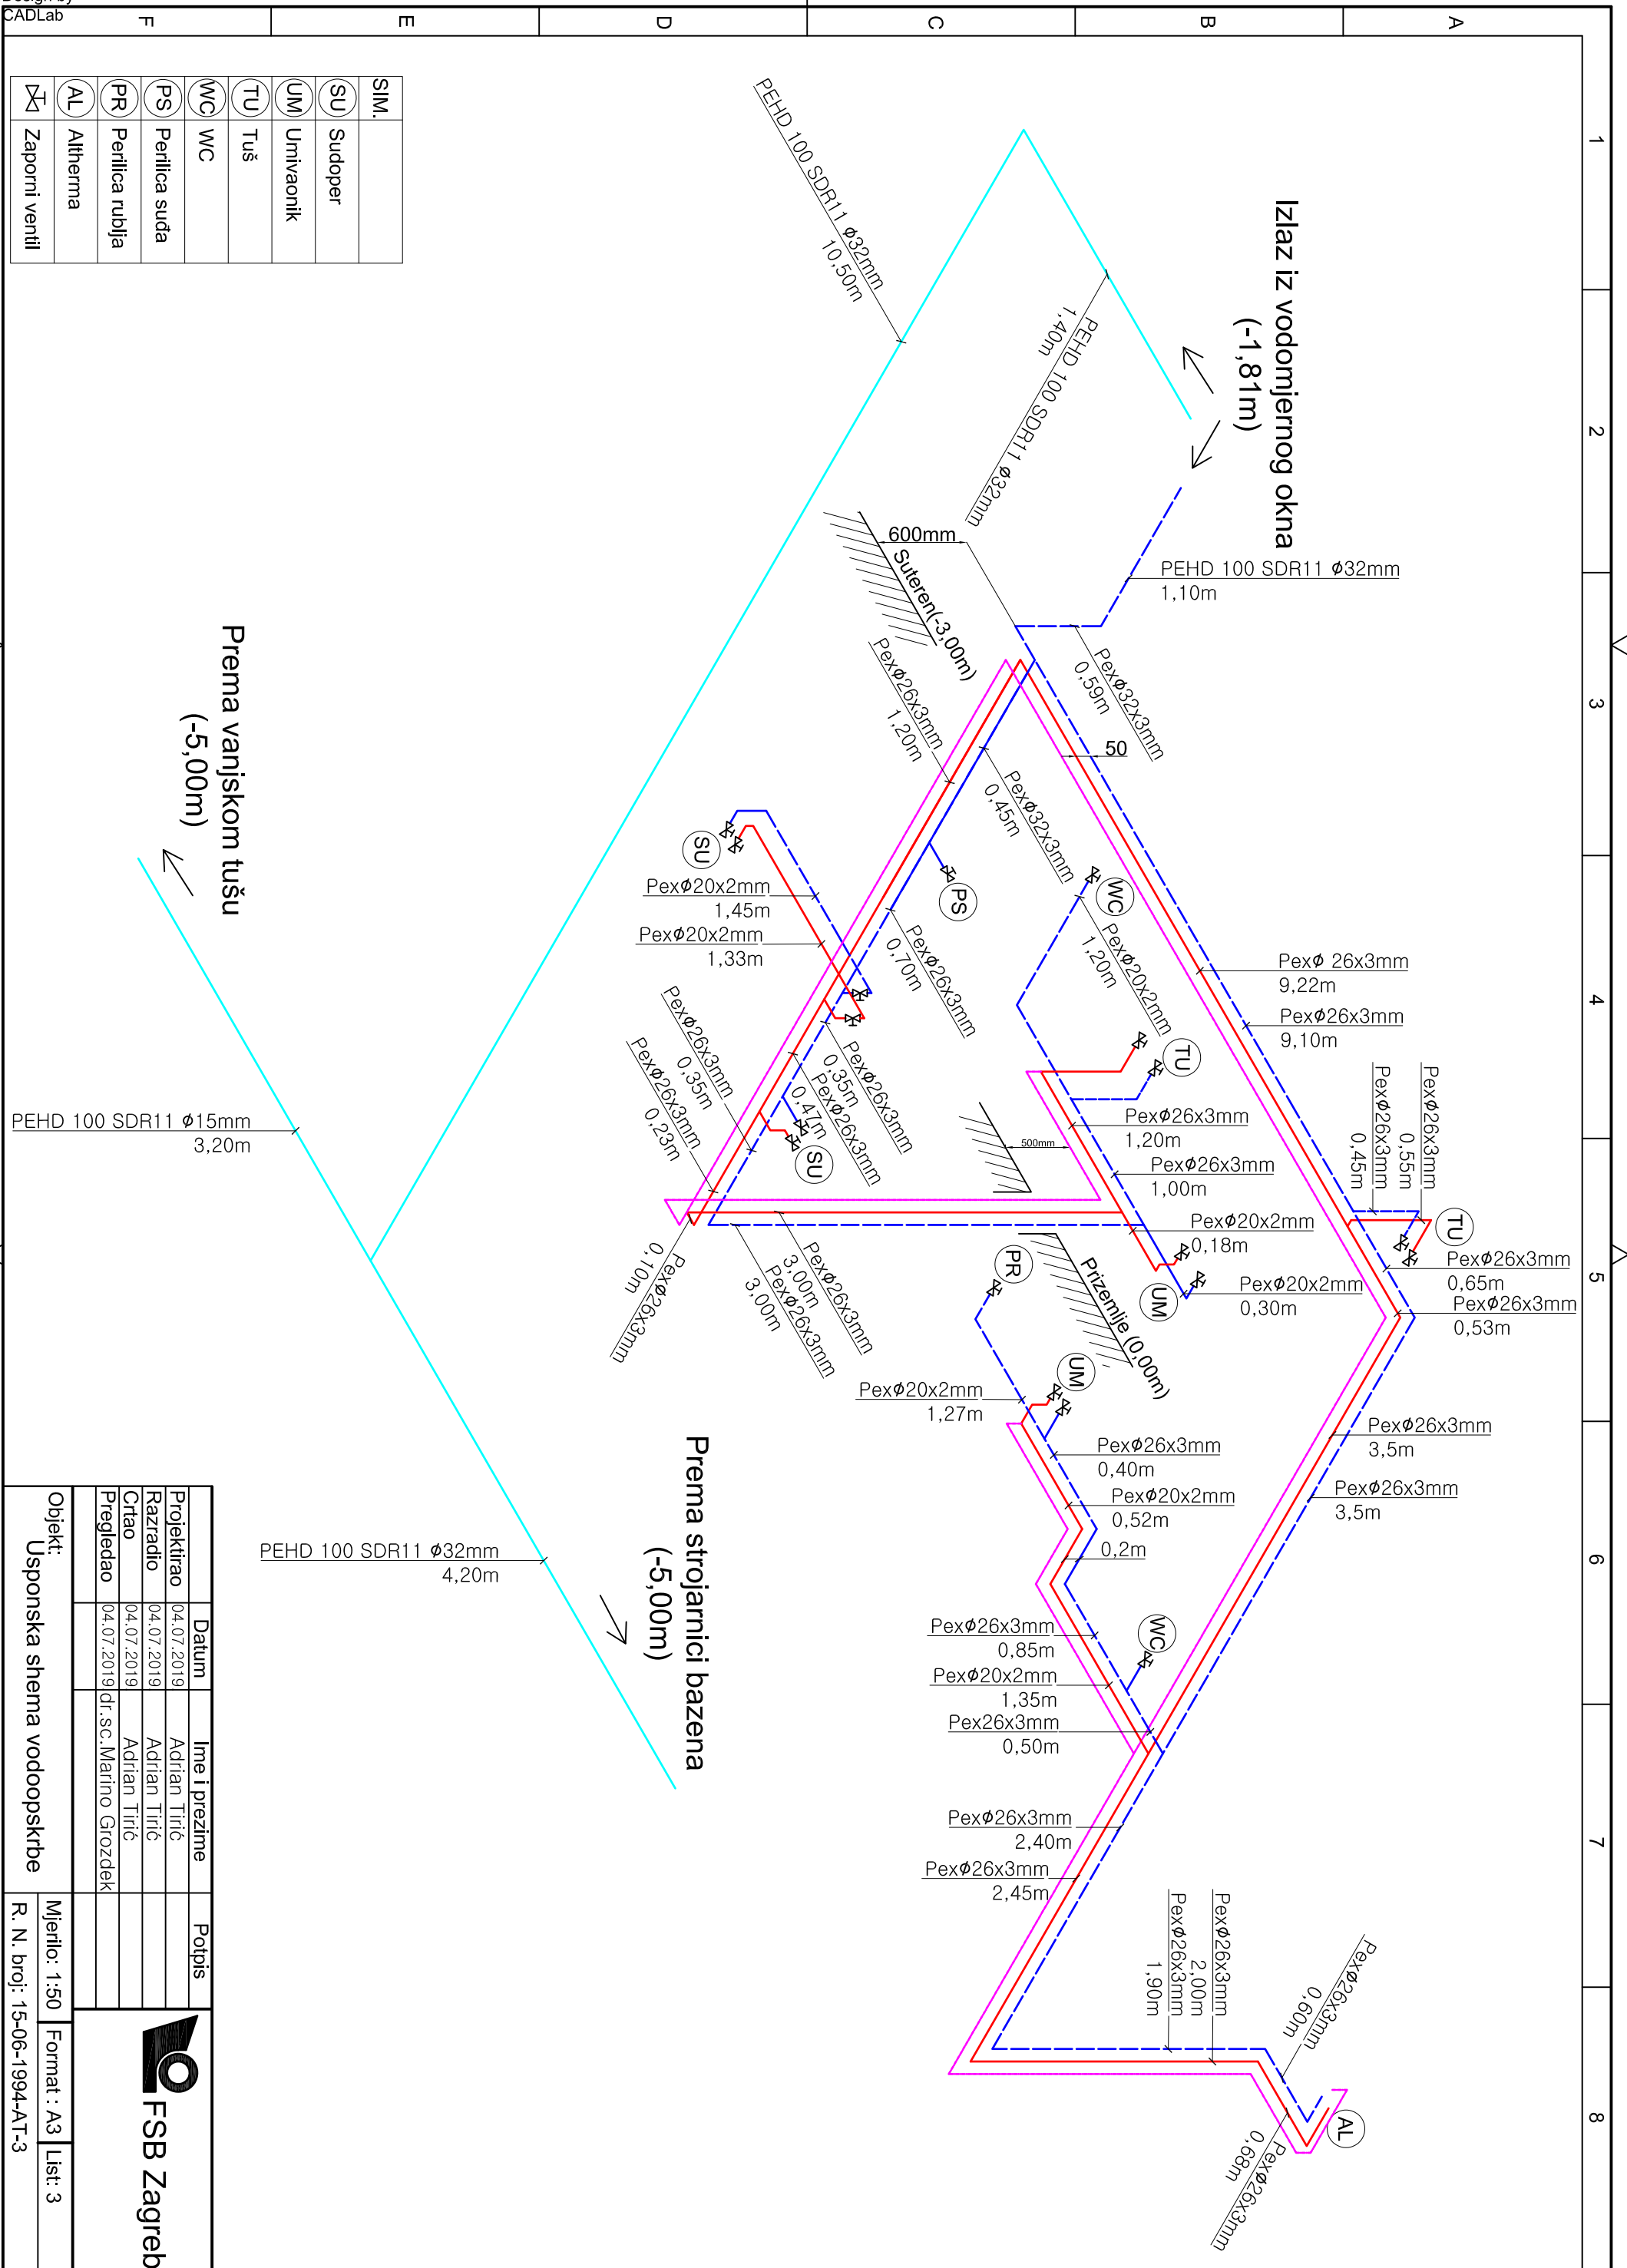 Design by
CADLab
F
E
D
C
B
A
1
2
3
4
5
6
7
8
SIM.
SU Sudoper
UM Umivaonik
TU Tuš
WC WC
PS Perilica suđa
PR Perilica rublja
AL Altherma
Zaporni ventil
Izlaz iz vodomjernog okna
(-1,81m)
PEHD 100 SDR11 ϕ32mm
10,50m
PEHD 100 SDR11 ϕ32mm
1,40m
PEHD 100 SDR11 ϕ32mm
1,10m
600mm
Suteren(-3,00m)
Pexϕ32x3mm
0,59m
Pexϕ26x3mm
1,20m
50
Pexϕ32x3mm
0,45m
SU
PS
WC
Pexϕ20x2mm
1,45m
Pexϕ20x2mm
1,33m
Pexϕ26x3mm
0,70m
Pexϕ20x2mm
1,20m
Pexϕ 26x3mm
9,22m
Pexϕ26x3mm
9,10m
TU
Pexϕ26x3mm
0,35m
Pexϕ26x3mm
0,23m
Pexϕ26x3mm
0,35m
Pexϕ26x3mm
0,47m
SU
Pexϕ26x3mm
1,20m
500mm
Pexϕ26x3mm
1,00m
Pexϕ26x3mm
0,55m
Pexϕ26x3mm
0,45m
TU
Pexϕ20x2mm
0,18m
Pexϕ20x2mm
0,30m
UM
Pexϕ26x3mm
0,65m
Pexϕ26x3mm
0,53m
Pexϕ26x3mm
0,10m
Pexϕ26x3mm
3,00m
Pexϕ26x3mm
3,00m
PR
Prizemlje (0,00m)
UM
Pexϕ20x2mm
1,27m
Pexϕ26x3mm
0,40m
Pexϕ20x2mm
0,52m
0,2m
Pexϕ26x3mm
3,5m
Pexϕ26x3mm
3,5m
WC
Pexϕ26x3mm
0,85m
Pexϕ20x2mm
1,35m
Pex26x3mm
0,50m
Pexϕ26x3mm
2,40m
Pexϕ26x3mm
2,45m
Pexϕ26x3mm
2,00m
Pexϕ26x3mm
1,90m
Pexϕ26x3mm
0,60m
AL
Pexϕ26x3mm
0,68m
Prema vanjskom tušu
(-5,00m)
PEHD 100 SDR11 ϕ15mm
3,20m
Prema strojarnici bazena
(-5,00m)
PEHD 100 SDR11 ϕ32mm
4,20m
Datum Ime i prezime Potpis
Projektirao 04.07.2019 Adrian Tirić
Razradio 04.07.2019 Adrian Tirić
Crtao 04.07.2019 Adrian Tirić
Pregledao 04.07.2019 dr.sc.Marino Grozdek
FSB Zagreb
Objekt:
Usponska shema vodoopskrbe
Mjerilo: 1:50 Format : A3 List: 3
R. N. broj: 15-06-1994-AT-3